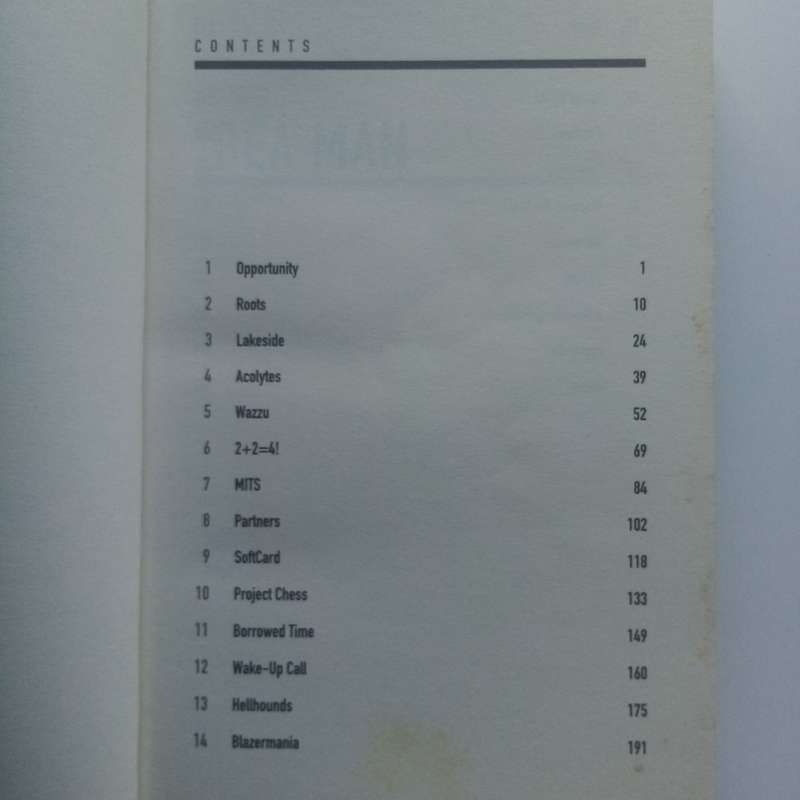 CONTENTS
1 Opportunity 1
2 Roots 10
3 Lakeside 24
4 Acolytes 39
5 Wazzu 52
6 2+2=4! 69
7 MITS 84
8 Partners 102
9 SoftCard 118
10 Project Chess 133
11 Borrowed Time 149
12 Wake-Up Call 160
13 Hellhounds 175
14 Blazermania 191